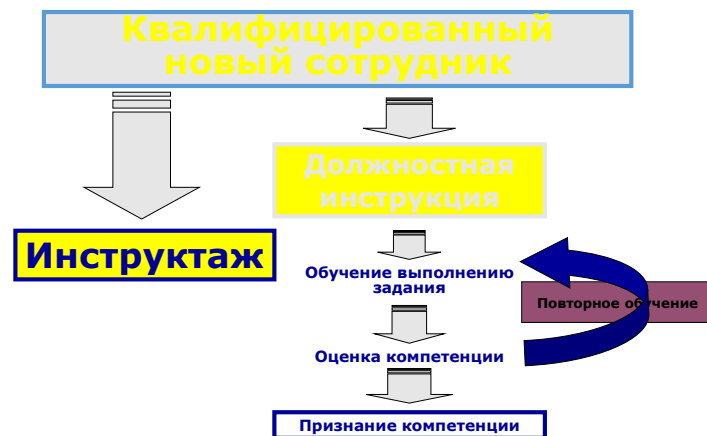 Квалифицированный
новый сотрудник
Должностная
инструкция
Инструктаж
Обучение выполнению
задания
Повторное обучение
Оценка компетенции
Признание компетенции